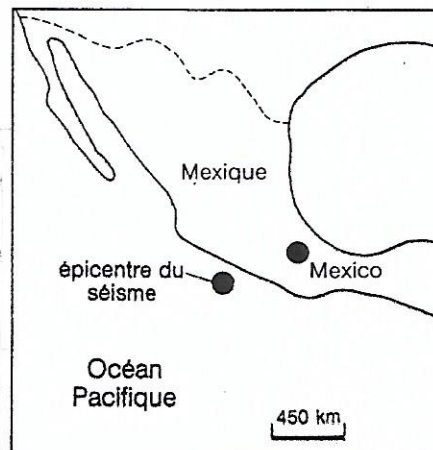 Mexique
Mexico
épicentre du
séisme
Océan
Pacifique
450 km